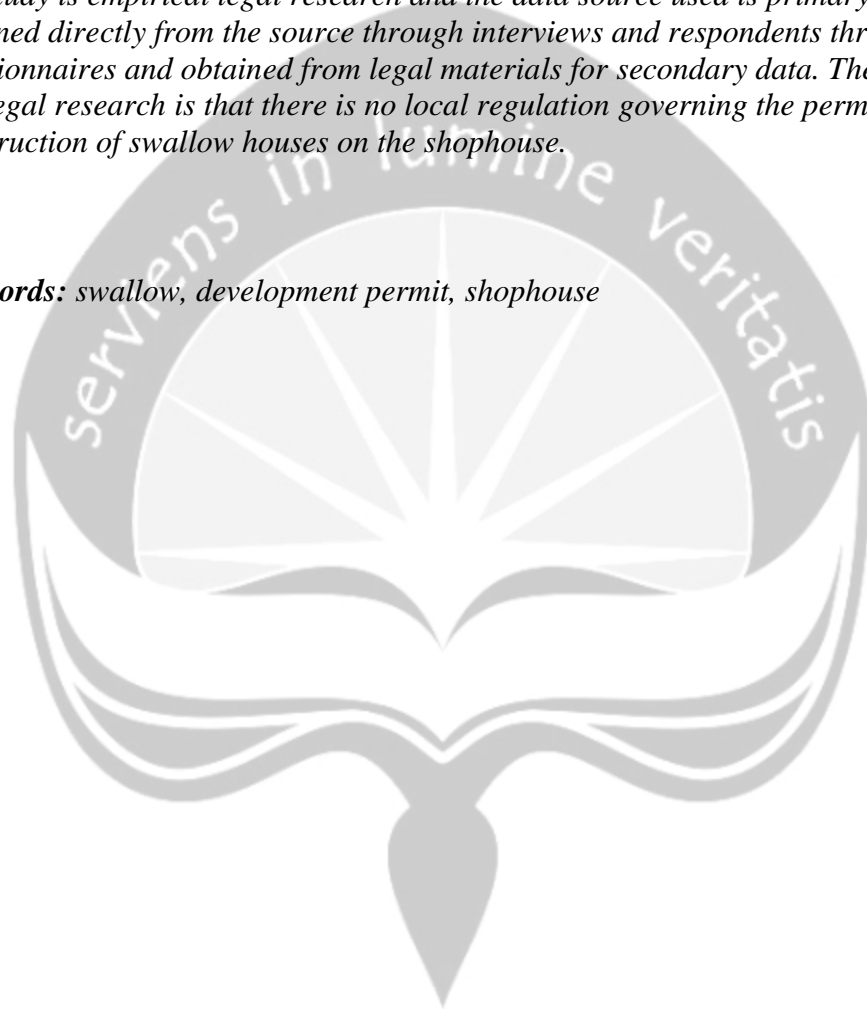 udy is empirical legal research and the data source used is primary
ned directly from the source through interviews and respondents thr
ionnaires and obtained from legal materials for secondary data. The
egal research is that there is no local regulation governing the perm
ruction of swallow houses on the shophouse.
serviens in lumine veritatis
ords: swallow, development permit, shophouse